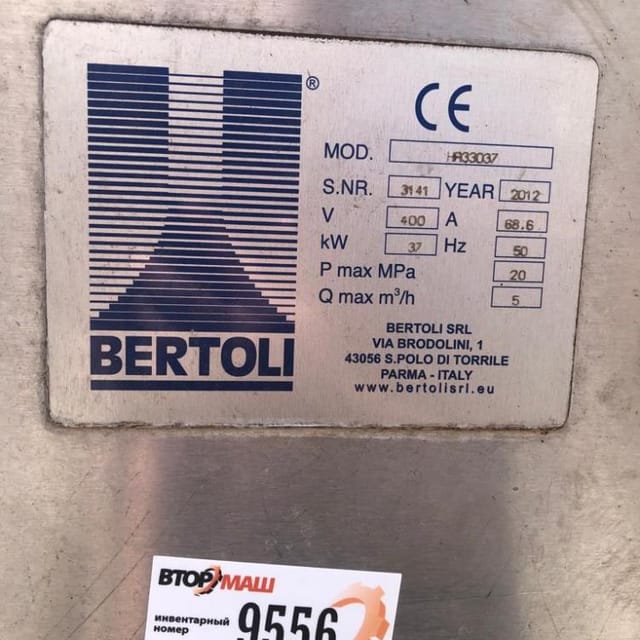 BERTOLI
®
CE
MOD. HA33037
S.NR. 3141 YEAR 2012
V 400 A 68.6
kW 37 Hz 50
P max MPa 20
Q max m³/h 5
BERTOLI SRL
VIA BRODOLINI, 1
43056 S.POLO DI TORRILE
PARMA - ITALY
www.bertolisrl.eu
ВТОРМАШ
инвентарный
номер
9556